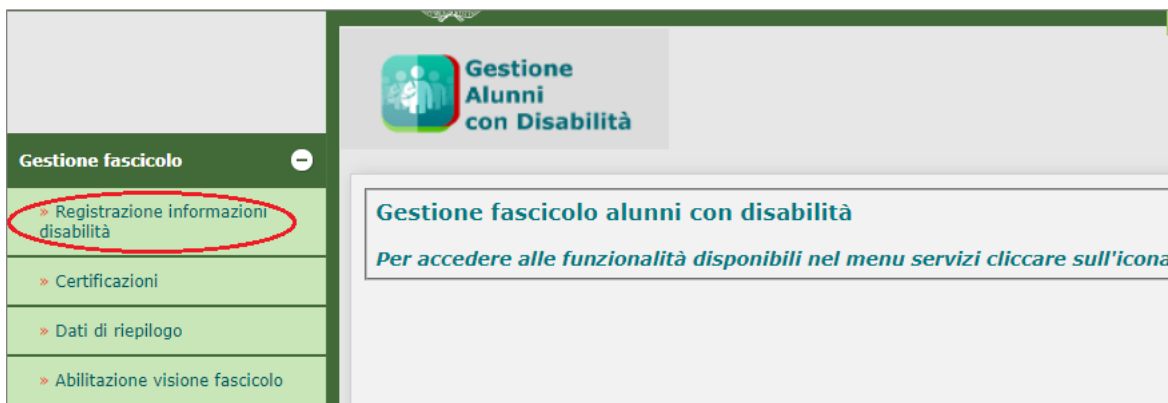 Gestione
Alunni
con Disabilità
Gestione fascicolo
» Registrazione informazioni
disabilità
» Certificazioni
» Dati di riepilogo
» Abilitazione visione fascicolo
Gestione fascicolo alunni con disabilità
Per accedere alle funzionalità disponibili nel menu servizi cliccare sull'icona